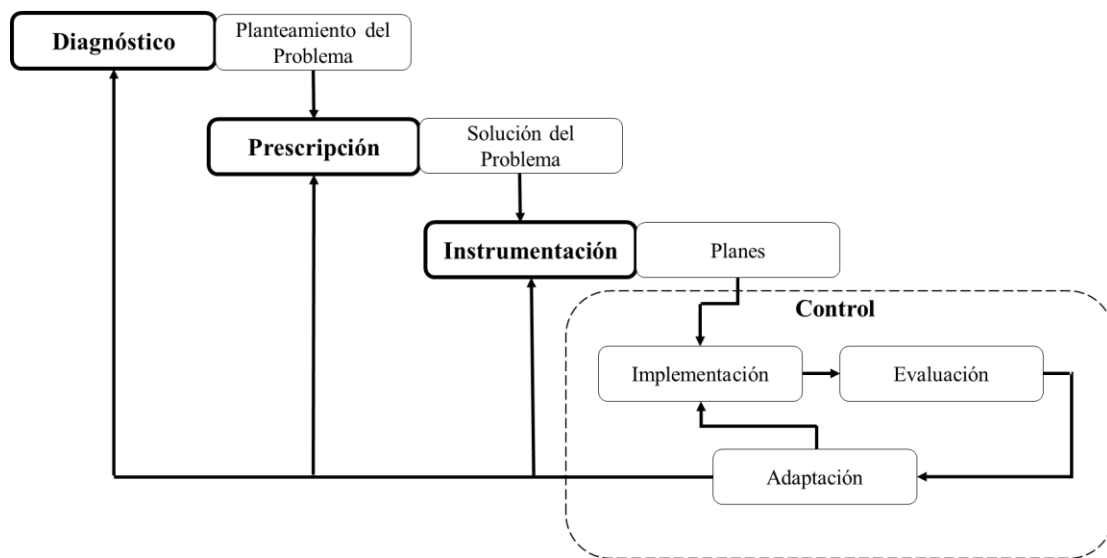 Diagnóstico
Planteamiento del
Problema
Prescripción
Solución del
Problema
Instrumentación
Planes
Control
Implementación
Evaluación
Adaptación